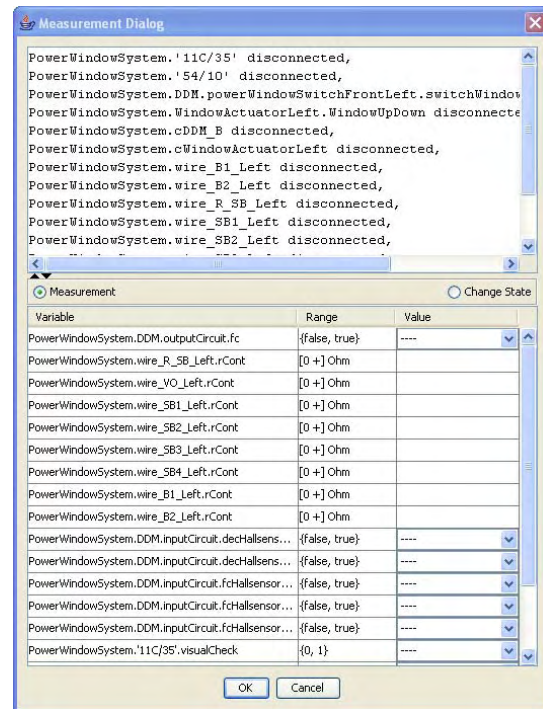 Measurement Dialog
PowerWindowSystem.'11C/35' disconnected,
PowerWindowSystem.'54/10' disconnected,
PowerWindowSystem.DDM.powerWindowSwitchFrontLeft.switchWindow
PowerWindowSystem.WindowActuatorLeft.WindowUpDown disconnecte
PowerWindowSystem.cDDM_B disconnected,
PowerWindowSystem.cWindowActuatorLeft disconnected,
PowerWindowSystem.wire_B1_Left disconnected,
PowerWindowSystem.wire_B2_Left disconnected,
PowerWindowSystem.wire_R_SB_Left disconnected,
PowerWindowSystem.wire_SB1_Left disconnected,
PowerWindowSystem.wire_SB2_Left disconnected,
Measurement Change State
Variable Range Value
PowerWindowSystem.DDM.outputCircuit.fc {false, true} ----
PowerWindowSystem.wire_R_SB_Left.rCont [0 +] Ohm
PowerWindowSystem.wire_VO_Left.rCont [0 +] Ohm
PowerWindowSystem.wire_SB1_Left.rCont [0 +] Ohm
PowerWindowSystem.wire_SB2_Left.rCont [0 +] Ohm
PowerWindowSystem.wire_SB3_Left.rCont [0 +] Ohm
PowerWindowSystem.wire_SB4_Left.rCont [0 +] Ohm
PowerWindowSystem.wire_B1_Left.rCont [0 +] Ohm
PowerWindowSystem.wire_B2_Left.rCont [0 +] Ohm
PowerWindowSystem.DDM.inputCircuit.decHallsens... {false, true} ----
PowerWindowSystem.DDM.inputCircuit.decHallsens... {false, true} ----
PowerWindowSystem.DDM.inputCircuit.fcHallsensor... {false, true} ----
PowerWindowSystem.DDM.inputCircuit.fcHallsensor... {false, true} ----
PowerWindowSystem.DDM.inputCircuit.fcHallsensor... {false, true} ----
PowerWindowSystem.'11C/35'.visualCheck {0, 1} ----
OK Cancel